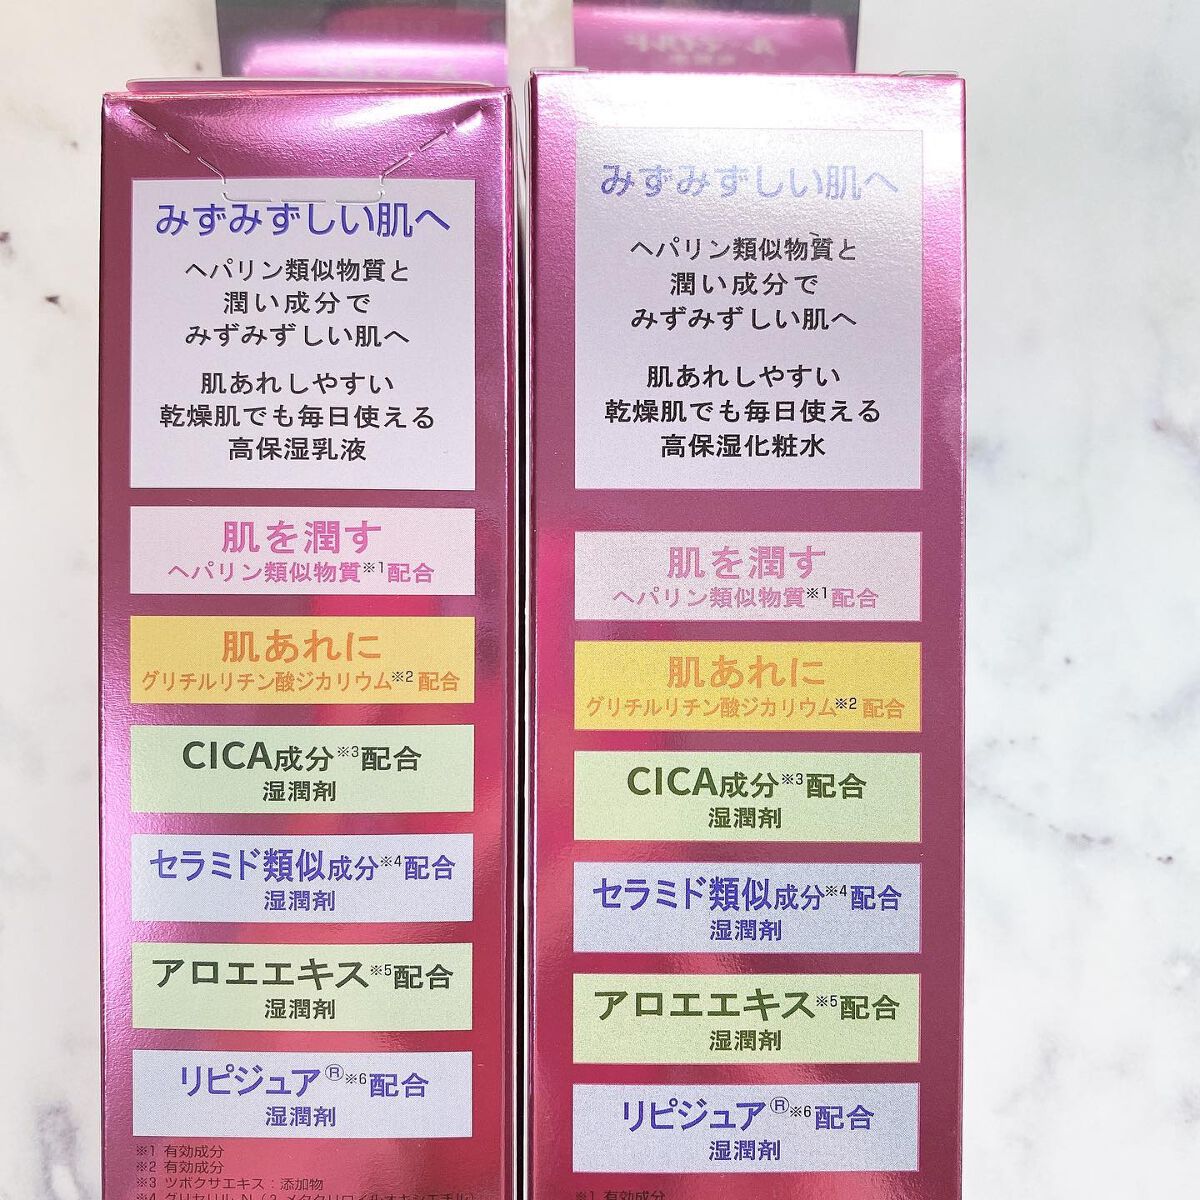 みずみずしい肌へ
ヘパリン類似物質と
潤い成分で
みずみずしい肌へ
肌あれしやすい
乾燥肌でも毎日使える
高保湿乳液
肌を潤す
ヘパリン類似物質※1配合
肌あれに
グリチルリチン酸ジカリウム※2配合
CICA成分※3配合
湿潤剤
セラミド類似成分※4配合
湿潤剤
アロエエキス※5配合
湿潤剤
リピジュア®※6配合
湿潤剤
※1 有効成分
※2 有効成分
※3 ツボクサエキス：添加物
みずみずしい肌へ
ヘパリン類似物質と
潤い成分で
みずみずしい肌へ
肌あれしやすい
乾燥肌でも毎日使える
高保湿化粧水
肌を潤す
ヘパリン類似物質※1配合
肌あれに
グリチルリチン酸ジカリウム※2配合
CICA成分※3配合
湿潤剤
セラミド類似成分※4配合
湿潤剤
アロエエキス※5配合
湿潤剤
リピジュア®※6配合
湿潤剤
※1 有効成分